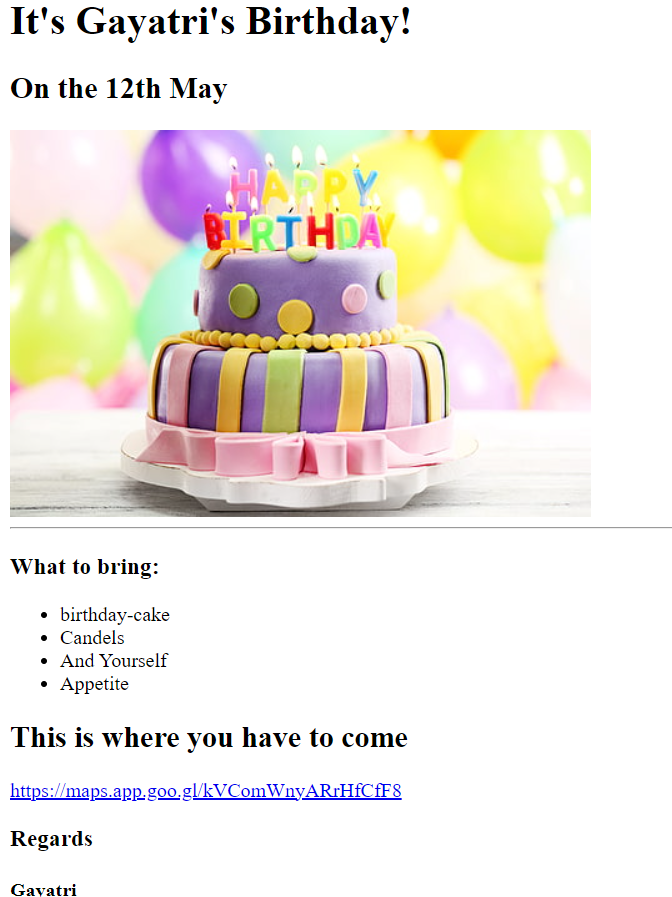 It's Gayatri's Birthday!
On the 12th May
HAPPY
BIRTHDAY
What to bring:
birthday-cake
Candels
And Yourself
Appetite
This is where you have to come
https://maps.app.goo.gl/kVComWnyARrHfCfF8
Regards
Gayatri